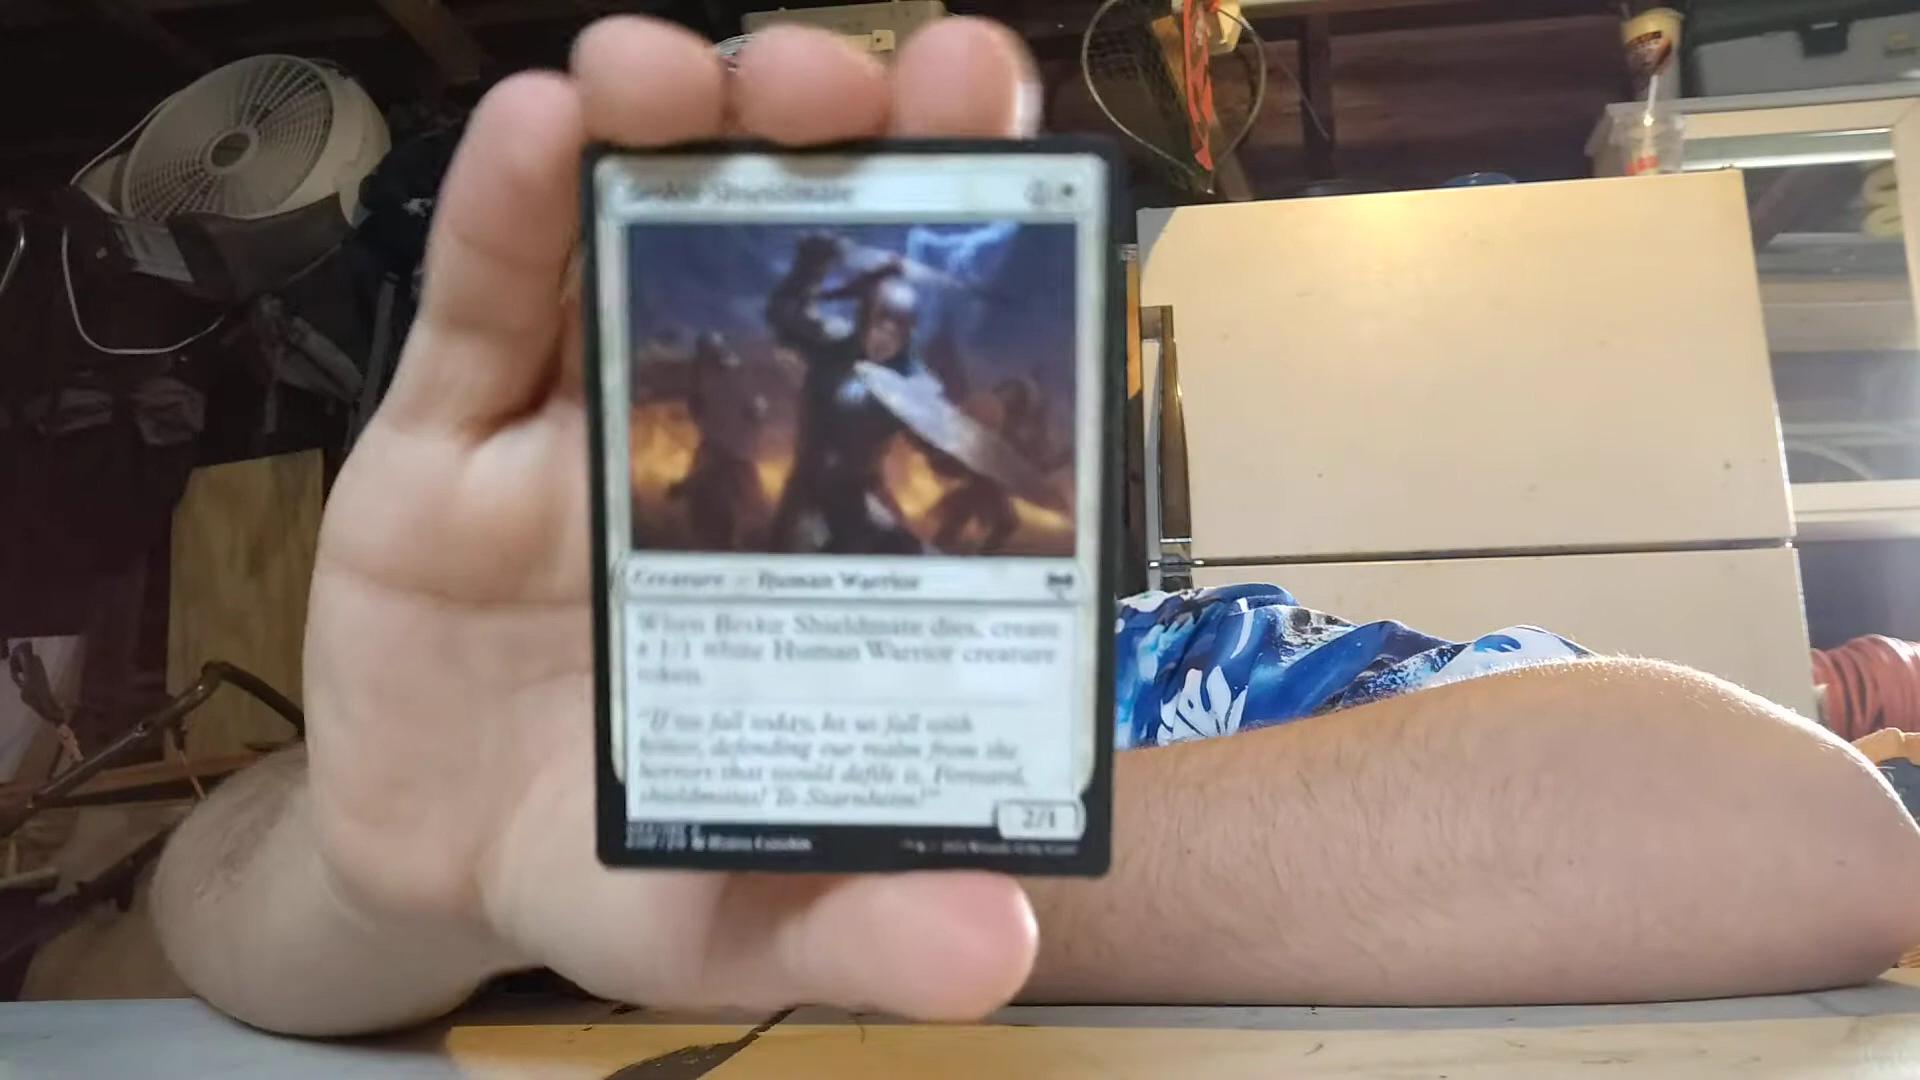 Beskir Shieldmate
Creature — Human Warrior
When Beskir Shieldmate dies, create
a 1/1 white Human Warrior creature
token.
"If we fall today, let us fall with
honor, defending our realm from the
horrors that would defile it. Forward,
shieldmates! To Starnheim!"
2/1